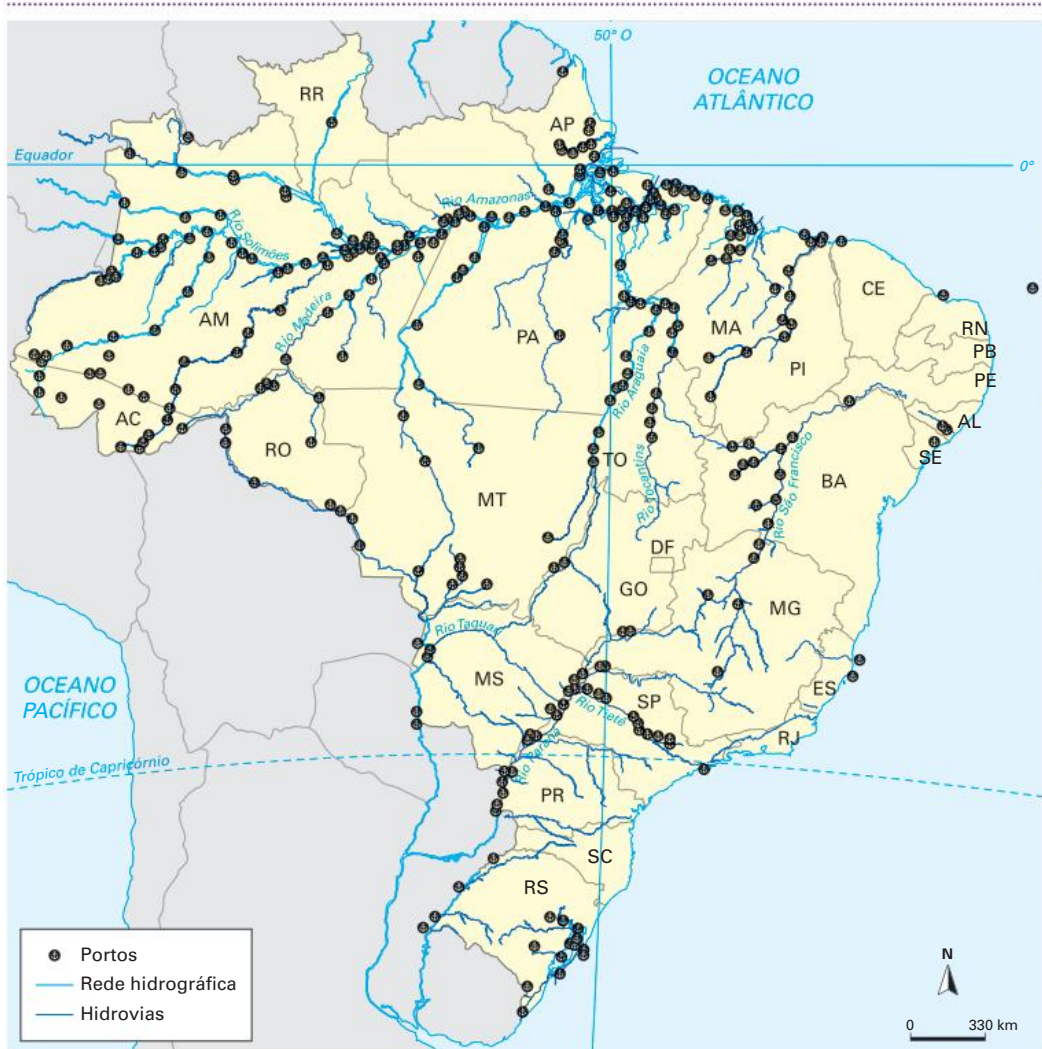 50° O
OCEANO
ATLÂNTICO
RR
AP
Equador
0°
Rio Amazonas
Rio Solimões
CE
AM
Rio Madeira
PA
MA
RN
PB
PI
PE
Rio Araguaia
AC
AL
RO
TO
SE
BA
Rio Tocantins
Rio São Francisco
MT
DF
GO
MG
Rio Taquari
OCEANO
PACÍFICO
MS
ES
SP
Rio Tietê
RJ
Rio Paraná
Trópico de Capricórnio
PR
SC
RS
Portos
Rede hidrográfica
Hidrovias
N
0 330 km